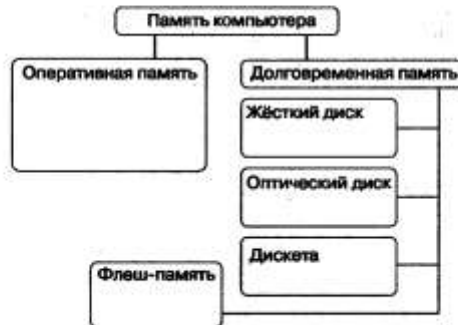 Память компьютера
Оперативная память
Долговременная память
Жёсткий диск
Оптический диск
Дискета
Флеш-память